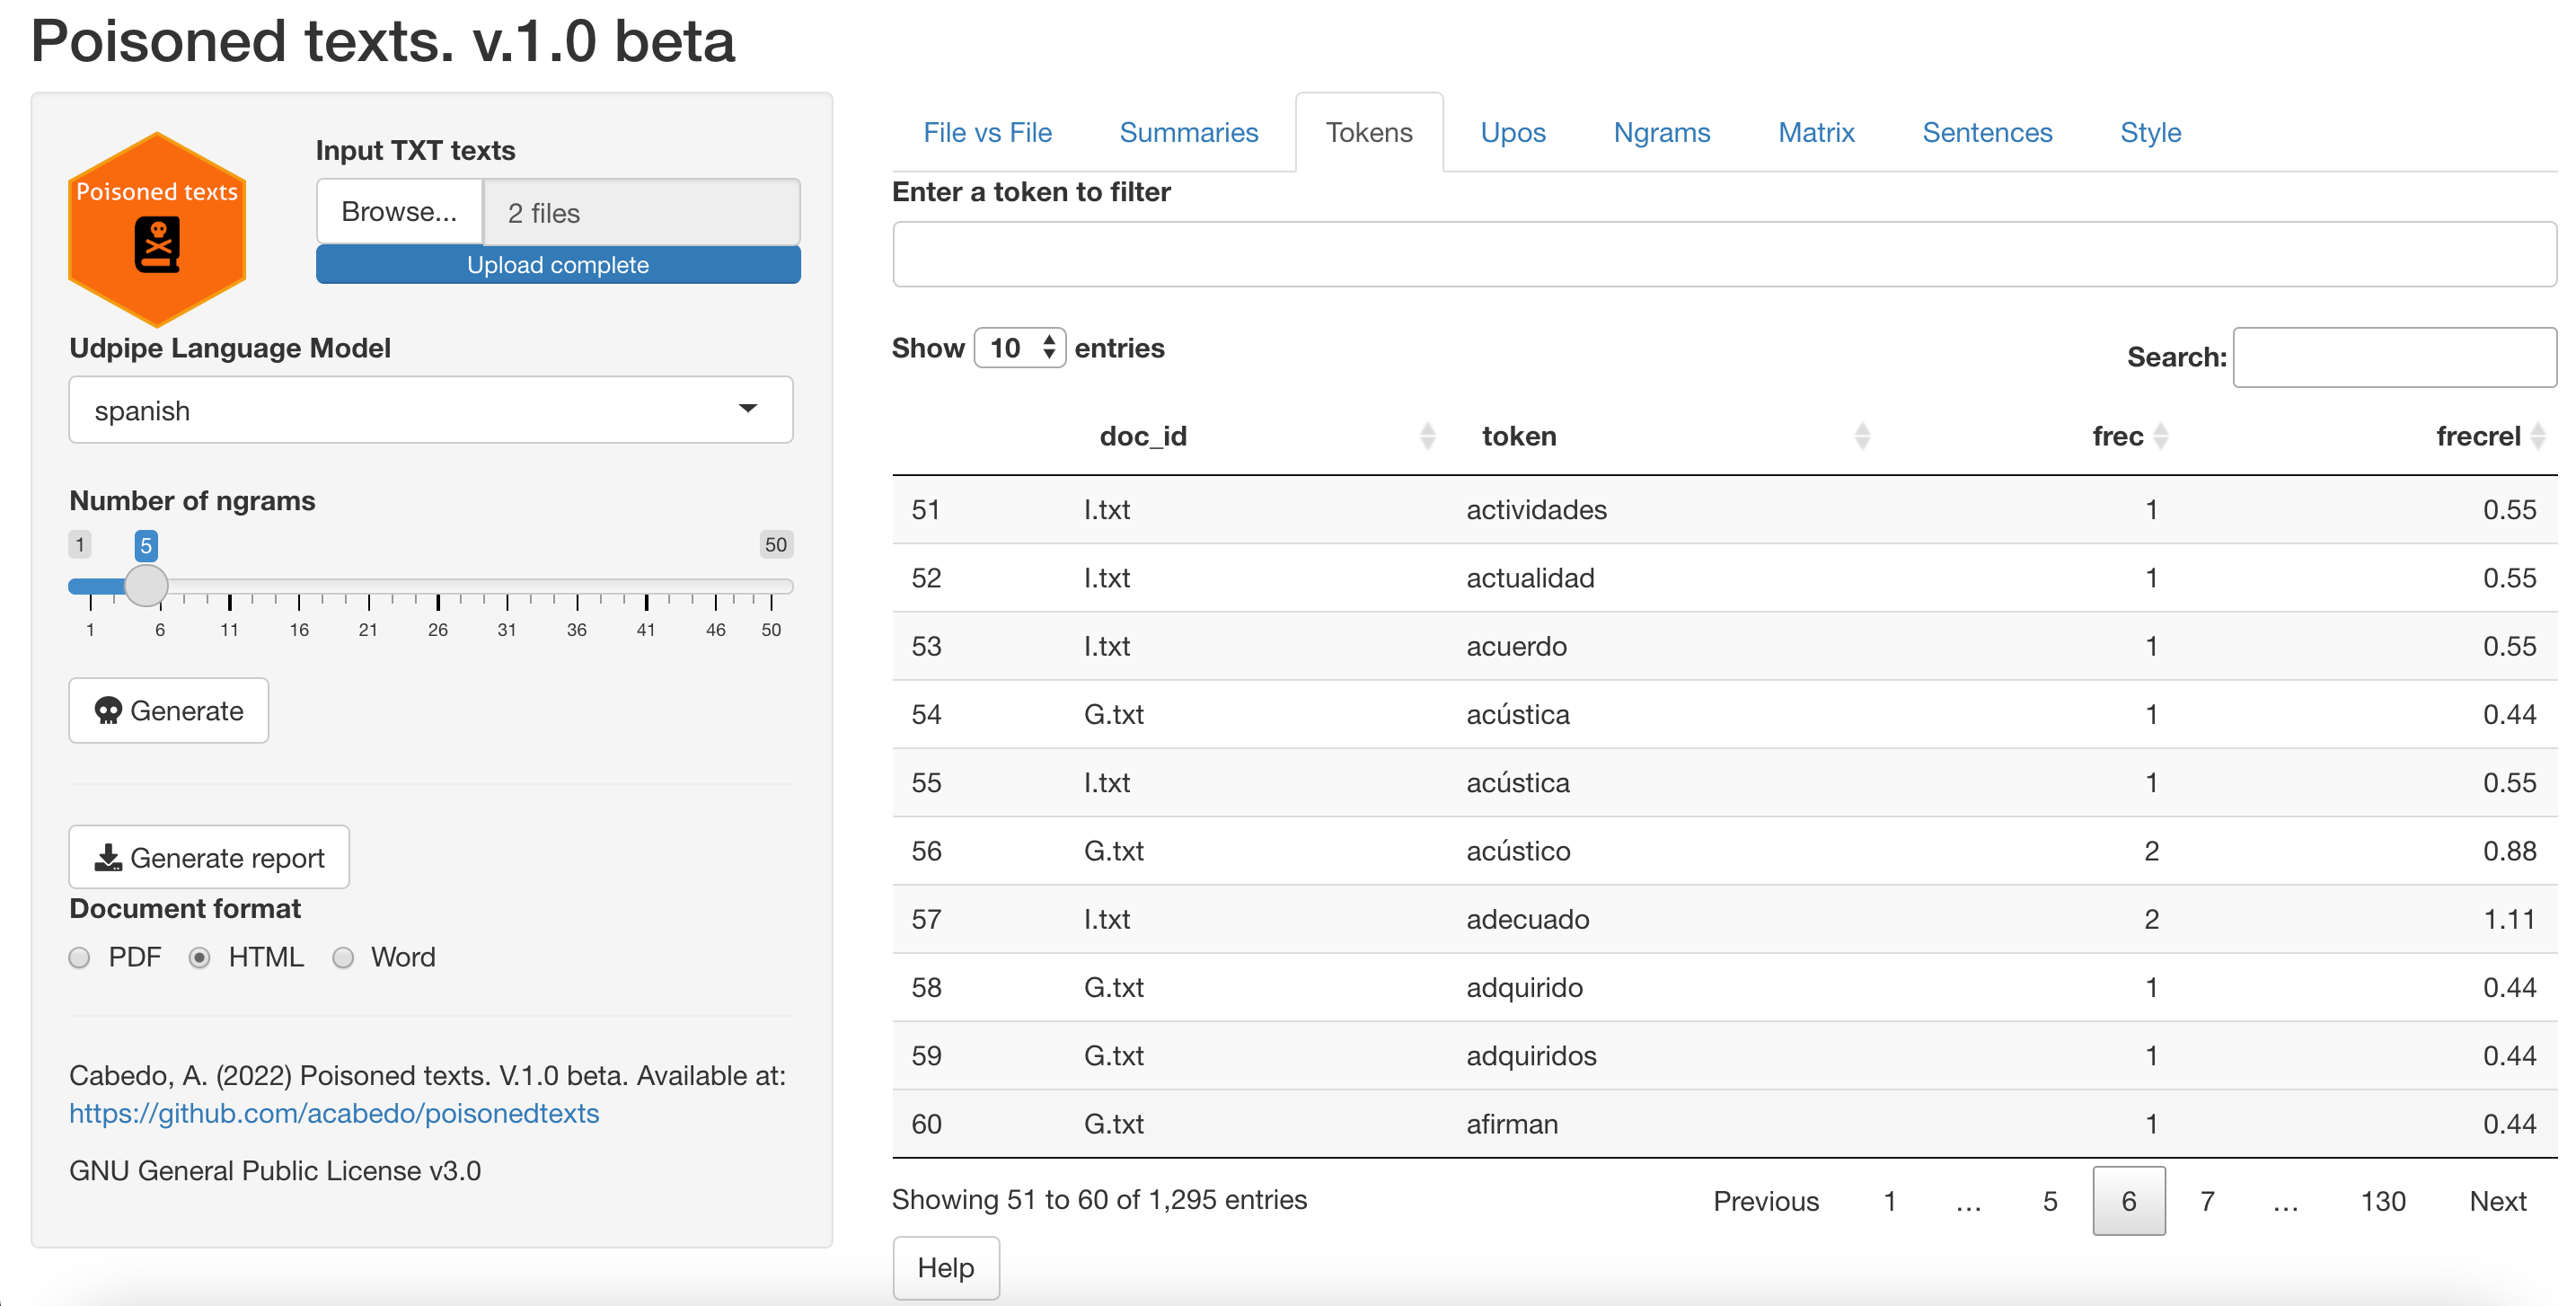 Poisoned texts. v.1.0 beta
Poisoned texts
Input TXT texts
Browse... 2 files
Upload complete
Udpipe Language Model
spanish
Number of ngrams
1 5 50
1 6 11 16 21 26 31 36 41 46 50
Generate
Generate report
Document format
PDF HTML Word
Cabedo, A. (2022) Poisoned texts. V.1.0 beta. Available at:
https://github.com/acabedo/poisonedtexts
GNU General Public License v3.0
File vs File Summaries Tokens Upos Ngrams Matrix Sentences Style
Enter a token to filter
Show 10 entries
Search:
doc_id token frec frecrel
51 I.txt actividades 1 0.55
52 I.txt actualidad 1 0.55
53 I.txt acuerdo 1 0.55
54 G.txt acústica 1 0.44
55 I.txt acústica 1 0.55
56 G.txt acústico 2 0.88
57 I.txt adecuado 2 1.11
58 G.txt adquirido 1 0.44
59 G.txt adquiridos 1 0.44
60 G.txt afirman 1 0.44
Showing 51 to 60 of 1,295 entries
Previous 1 ... 5 6 7 ... 130 Next
Help